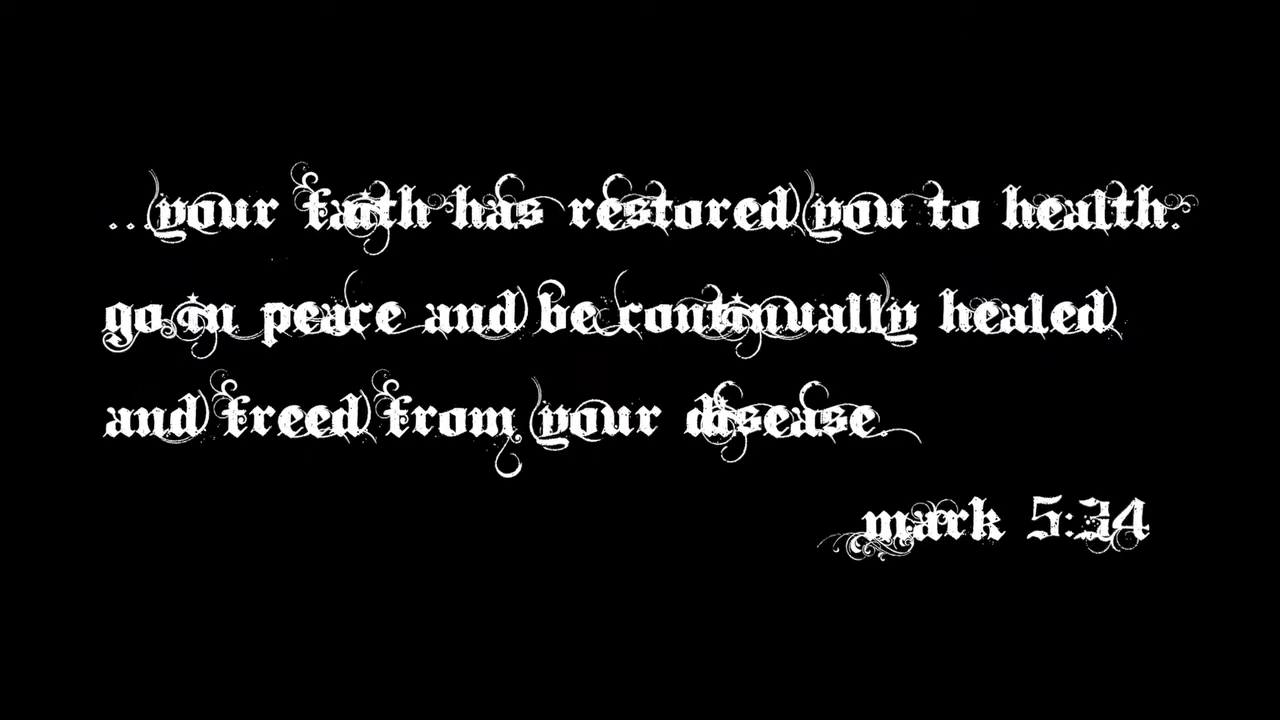 ...your faith has restored you to health.
go in peace and be continually healed
and freed from your disease.
mark 5:34